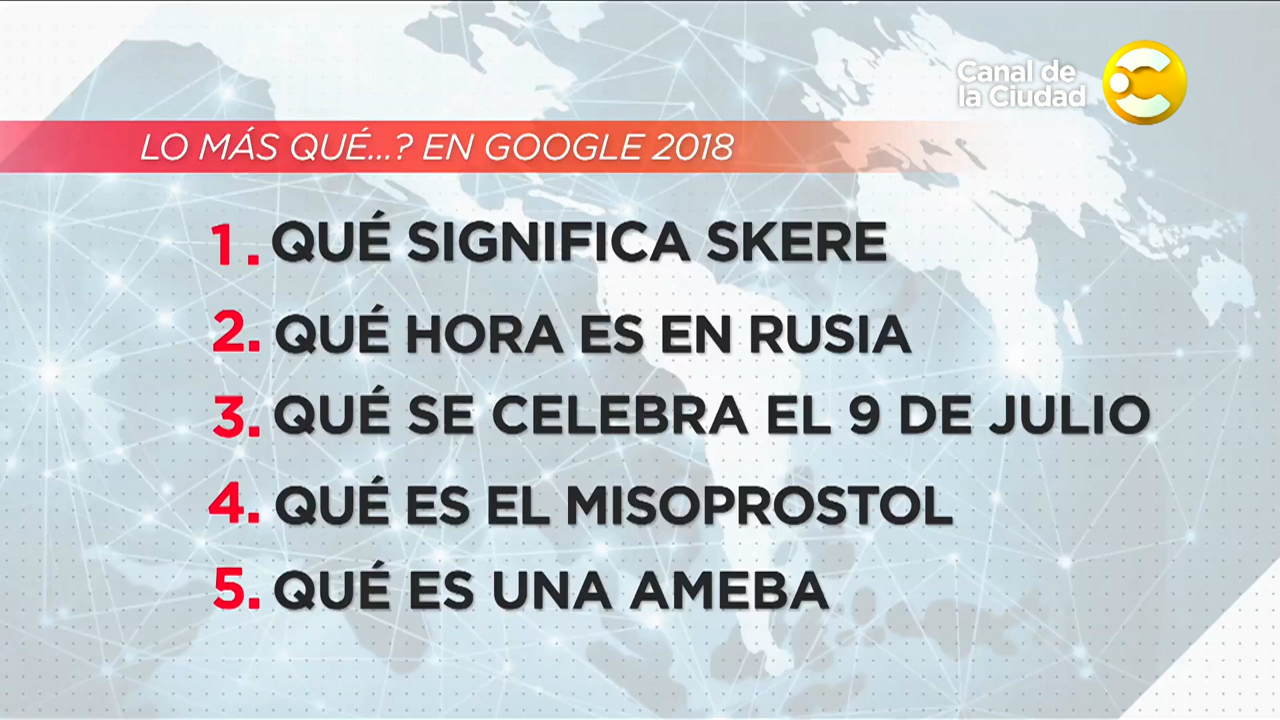 Canal de
la Ciudad
LO MÁS QUÉ...? EN GOOGLE 2018
1. QUÉ SIGNIFICA SKERE
2. QUÉ HORA ES EN RUSIA
3. QUÉ SE CELEBRA EL 9 DE JULIO
4. QUÉ ES EL MISOPROSTOL
5. QUÉ ES UNA AMEBA